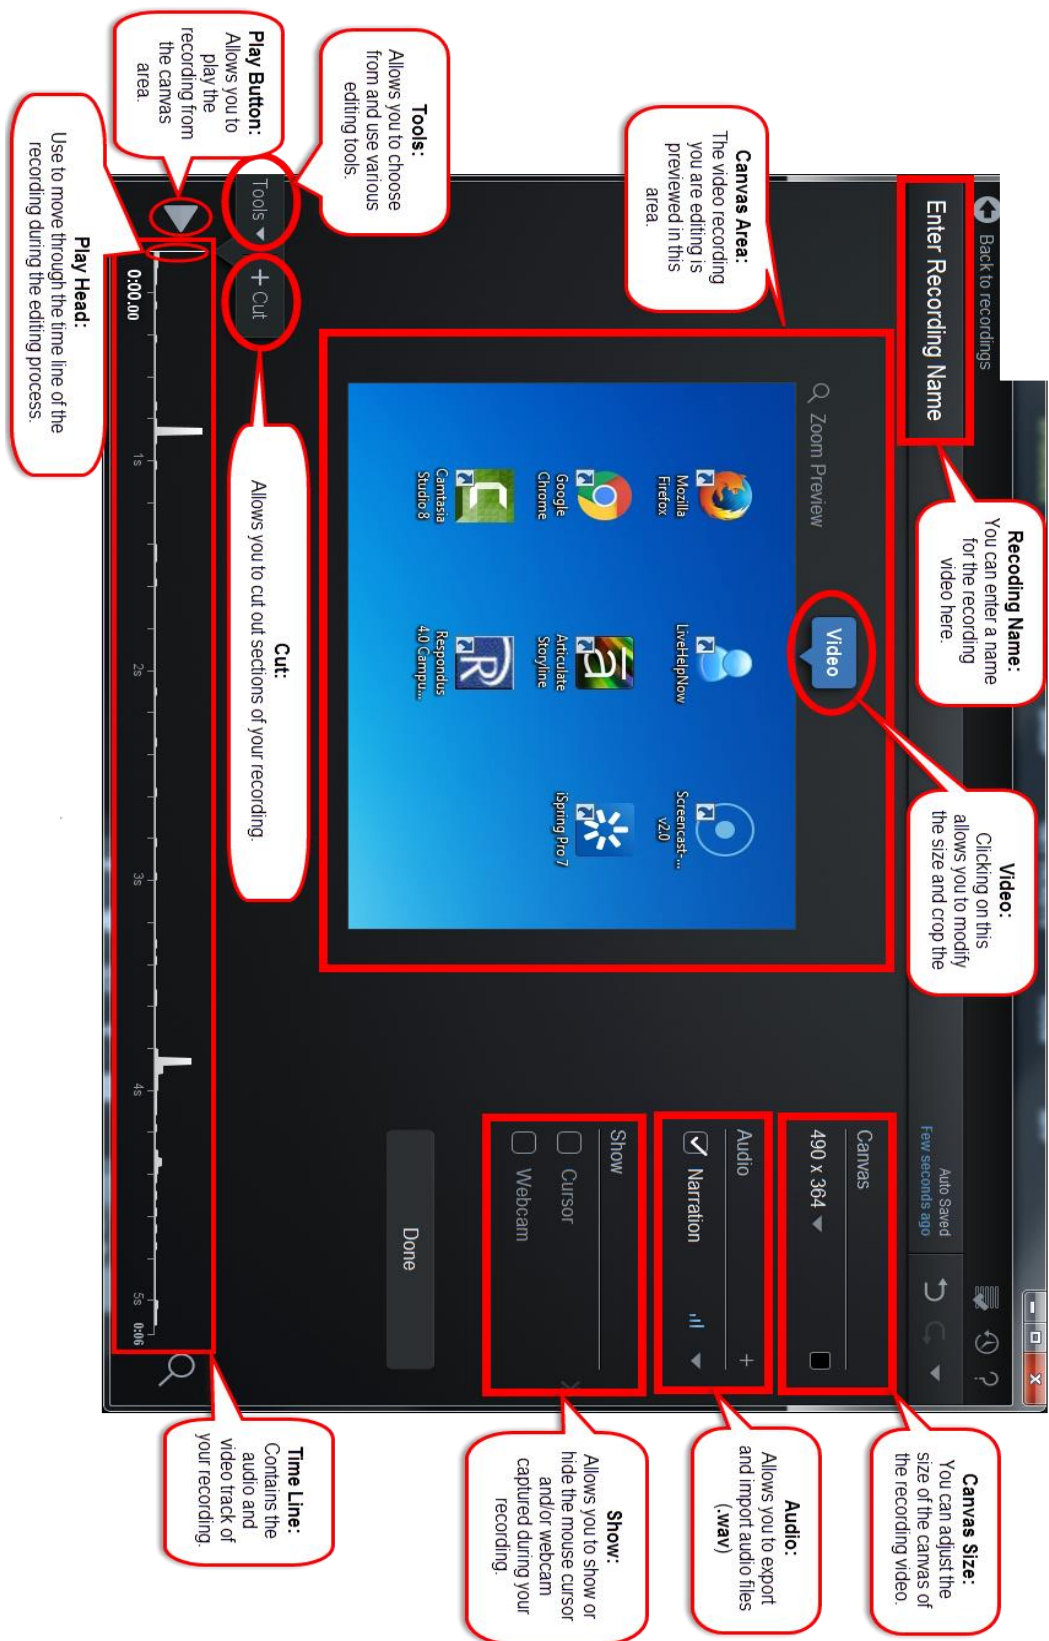 Back to recordings
Enter Recording Name
Recoding Name:
You can enter a name
for the recording
video here.
Video:
Clicking on this
allows you to modify
the size and crop the
Auto Saved
Few seconds ago
?
x
Canvas Size:
You can adjust the
size of the canvas of
the recording video.
Canvas Area:
The video recording
you are editing is
previewed in this
area.
Zoom Preview
Video
Mozilla
Firefox
LiveHelpNow
Screencast-...
v2.0
Google
Chrome
Articulate
Storyline
iSpring Pro 7
Camtasia
Studio 8
Respondus
4.0 Campu...
Canvas
490 x 364
Audio
+
Narration
Audio:
Allows you to export
and import audio files
(.wav)
Show
Cursor
Webcam
Show:
Allows you to show or
hide the mouse cursor
and/or webcam
captured during your
recording.
Done
Tools:
Allows you to choose
from and use various
editing tools.
Tools
+ Cut
Cut:
Allows you to cut out sections of your recording.
Play Button:
Allows you to
play the
recording from
the canvas
area.
0:00.00
1s
2s
3s
4s
5s
0:06
Time Line:
Contains the
audio and
video track of
your recording.
Play Head:
Use to move through the time line of the
recording during the editing process.